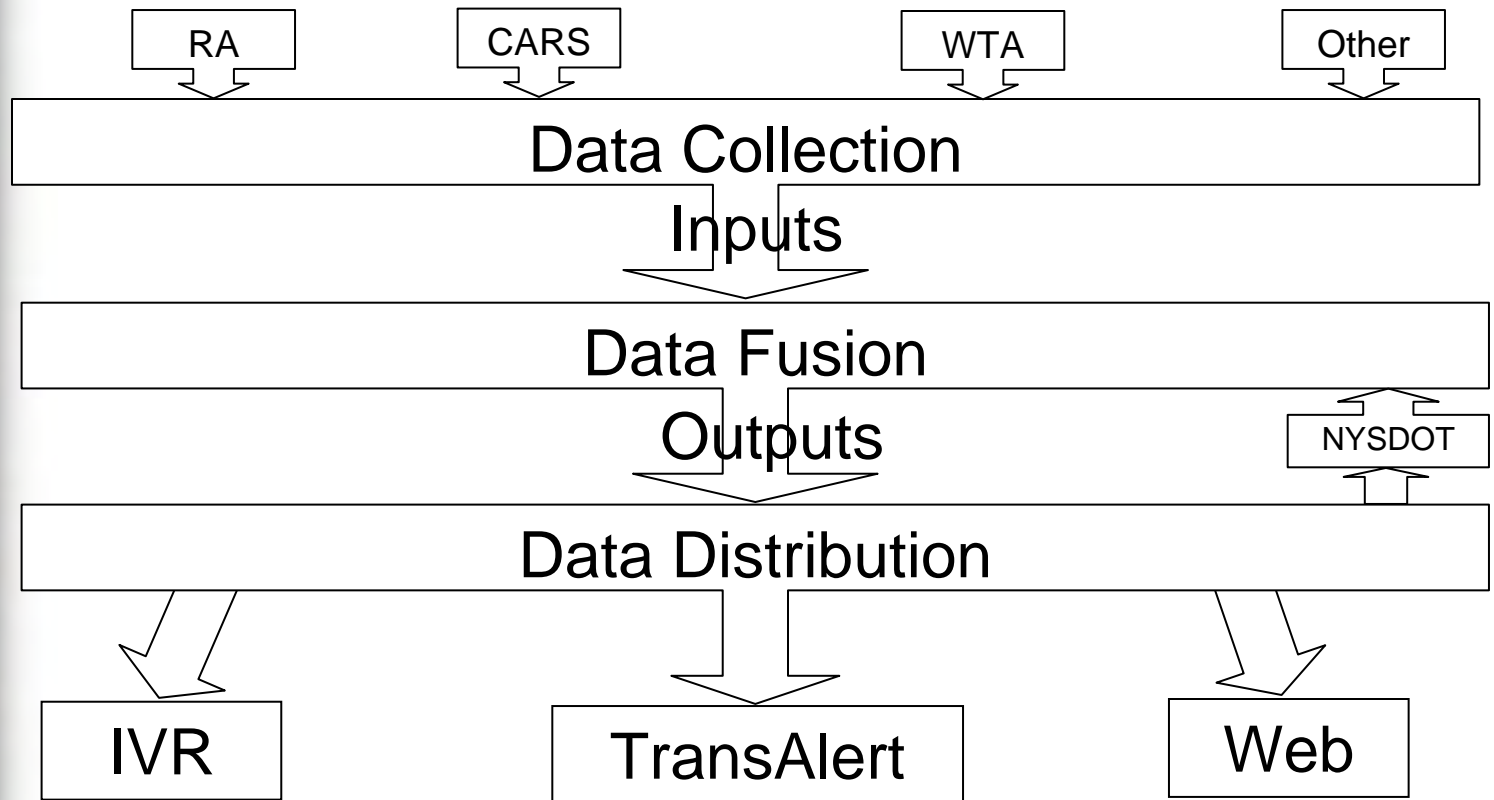 RA
CARS
WTA
Other
Data Collection
Inputs
Data Fusion
Outputs
NYSDOT
Data Distribution
IVR
TransAlert
Web